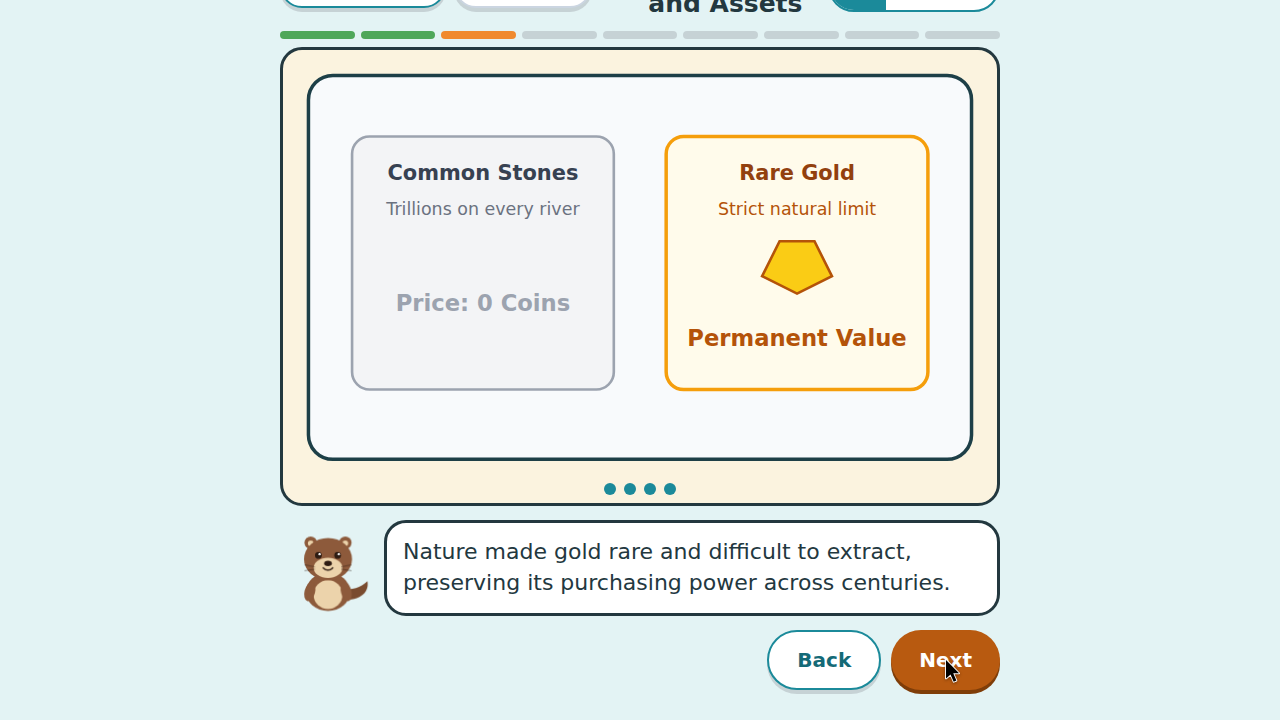 and Assets
Common Stones
Trillions on every river
Price: 0 Coins
Rare Gold
Strict natural limit
Permanent Value
Nature made gold rare and difficult to extract,
preserving its purchasing power across centuries.
Back
Next